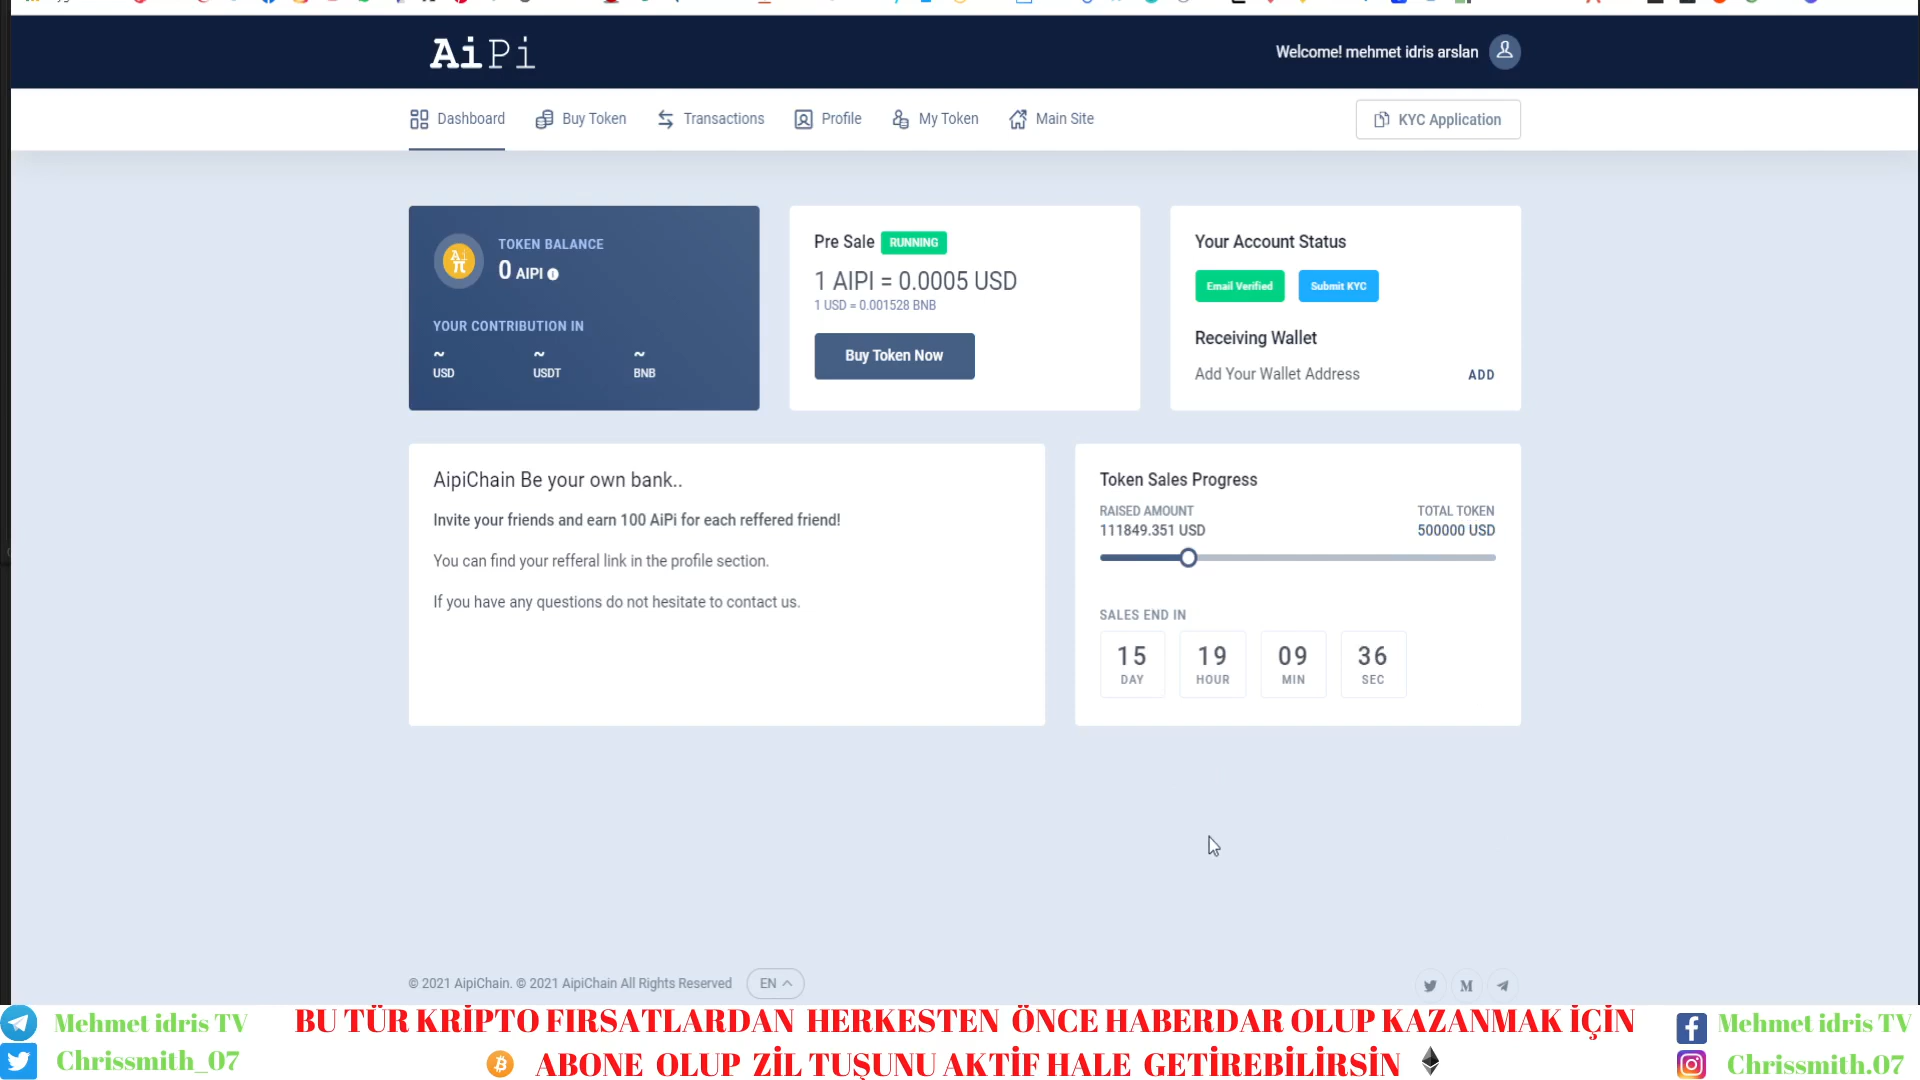 AiPi
Welcome! mehmet idris arslan
Dashboard
Buy Token
Transactions
Profile
My Token
Main Site
KYC Application
TOKEN BALANCE
0 AIPI
YOUR CONTRIBUTION IN
~ ~ ~
USD USDT BNB
Pre Sale RUNNING
1 AIPI = 0.0005 USD
1 USD = 0.001528 BNB
Buy Token Now
Your Account Status
Email Verified Submit KYC
Receiving Wallet
Add Your Wallet Address ADD
AipiChain Be your own bank..
Invite your friends and earn 100 AiPi for each reffered friend!
You can find your refferal link in the profile section.
If you have any questions do not hesitate to contact us.
Token Sales Progress
RAISED AMOUNT TOTAL TOKEN
111849.351 USD 500000 USD
SALES END IN
15 19 09 36
DAY HOUR MIN SEC
© 2021 AipiChain. © 2021 AipiChain All Rights Reserved EN
Mehmet idris TV
Chrissmith_07
BU TÜR KRİPTO FIRSATLARDAN HERKESTEN ÖNCE HABERDAR OLUP KAZANMAK İÇİN
ABONE OLUP ZİL TUŞUNU AKTİF HALE GETİREBİLİRSİN
Mehmet idris TV
Chrissmith.07